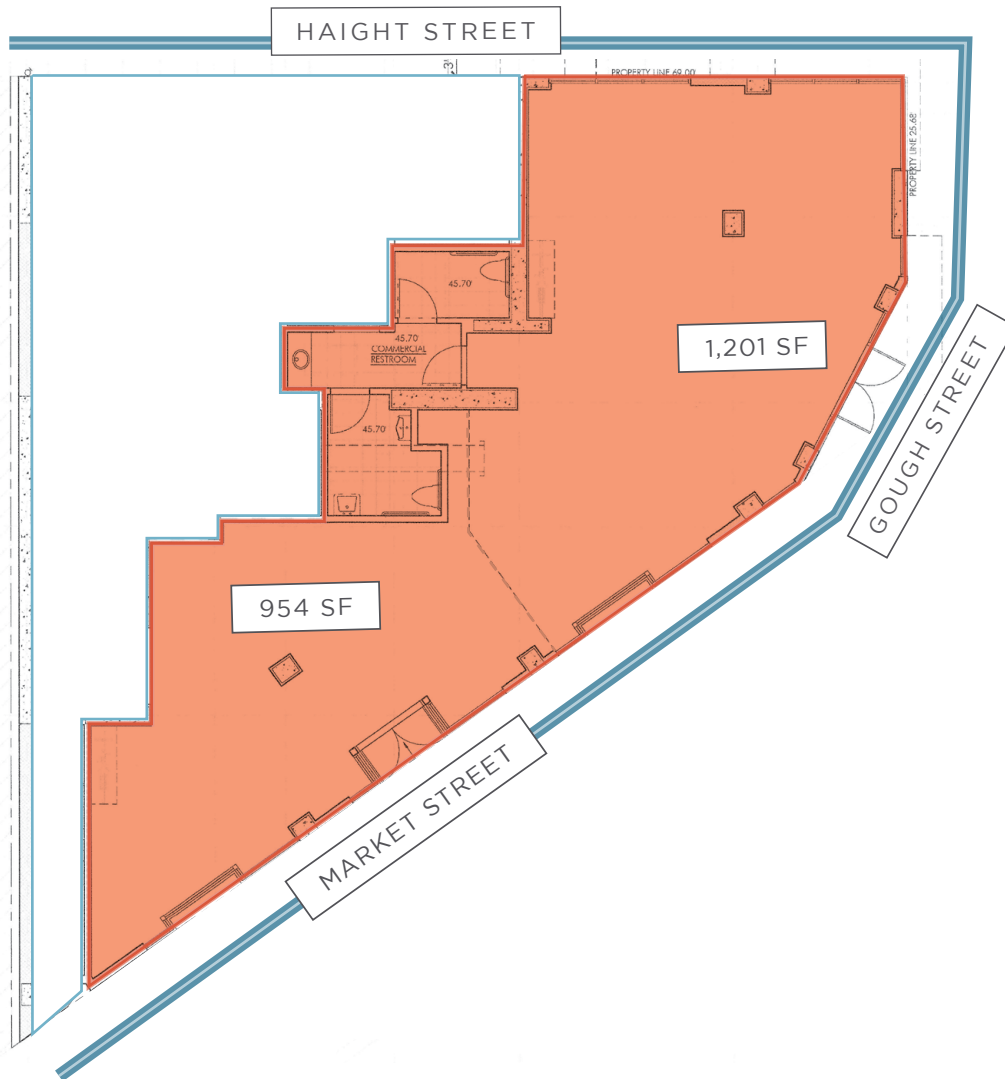 HAIGHT STREET
PROPERTY LINE 69.00'
PROPERTY LINE 25.68'
45.70'
45.70'
COMMERCIAL
RESTROOM
1,201 SF
45.70'
GOUGH STREET
954 SF
MARKET STREET